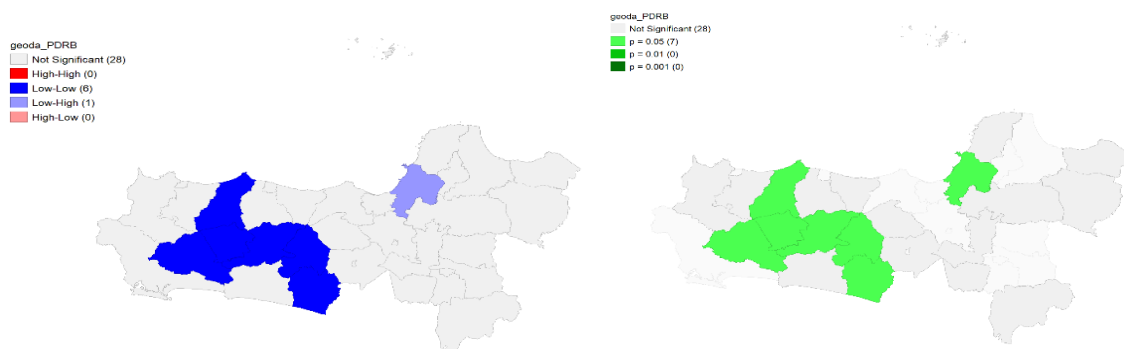 geoda_PDRB
Not Significant (28)
High-High (0)
Low-Low (6)
Low-High (1)
High-Low (0)
geoda_PDRB
Not Significant (28)
p = 0.05 (7)
p = 0.01 (0)
p = 0.001 (0)